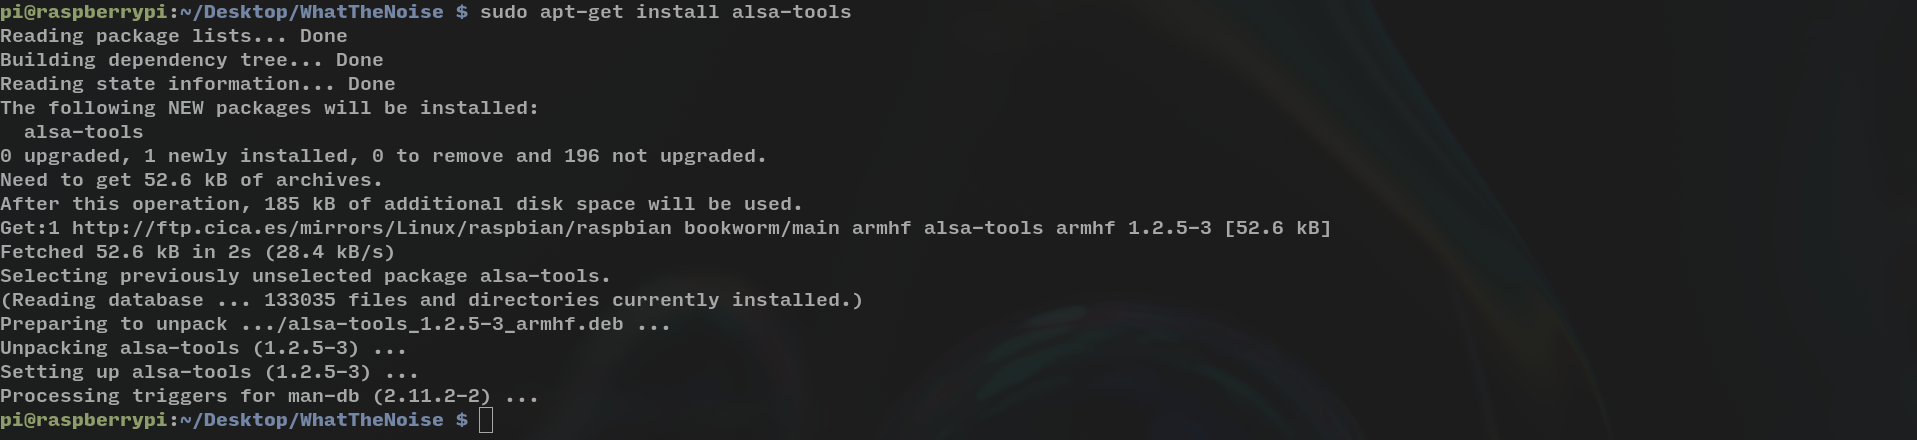 pi@raspberrypi:~/Desktop/WhatTheNoise $ sudo apt-get install alsa-tools
Reading package lists... Done
Building dependency tree... Done
Reading state information... Done
The following NEW packages will be installed:
  alsa-tools
0 upgraded, 1 newly installed, 0 to remove and 196 not upgraded.
Need to get 52.6 kB of archives.
After this operation, 185 kB of additional disk space will be used.
Get:1 http://ftp.cica.es/mirrors/Linux/raspbian/raspbian bookworm/main armhf alsa-tools armhf 1.2.5-3 [52.6 kB]
Fetched 52.6 kB in 2s (28.4 kB/s)
Selecting previously unselected package alsa-tools.
(Reading database ... 133035 files and directories currently installed.)
Preparing to unpack .../alsa-tools_1.2.5-3_armhf.deb ...
Unpacking alsa-tools (1.2.5-3) ...
Setting up alsa-tools (1.2.5-3) ...
Processing triggers for man-db (2.11.2-2) ...
pi@raspberrypi:~/Desktop/WhatTheNoise $